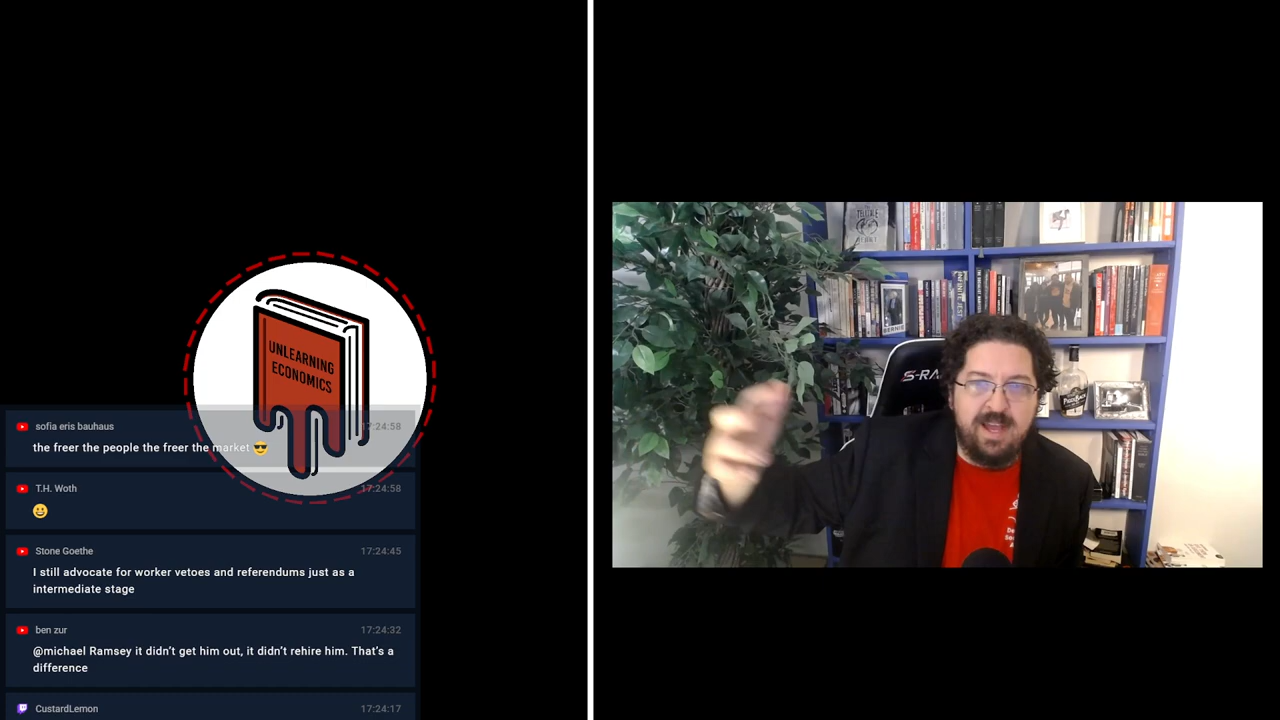 UNLEARNING
ECONOMICS
sofia eris bauhaus
17:24:58
the freer the people the freer the market 😎
T.H. Woth
17:24:58
😀
Stone Goethe
17:24:45
I still advocate for worker vetoes and referendums just as a
intermediate stage
ben zur
17:24:32
@michael Ramsey it didn't get him out, it didn't rehire him. That's a
difference
CustardLemon
17:24:17
S-RA
BERNIE
INFINITE JEST